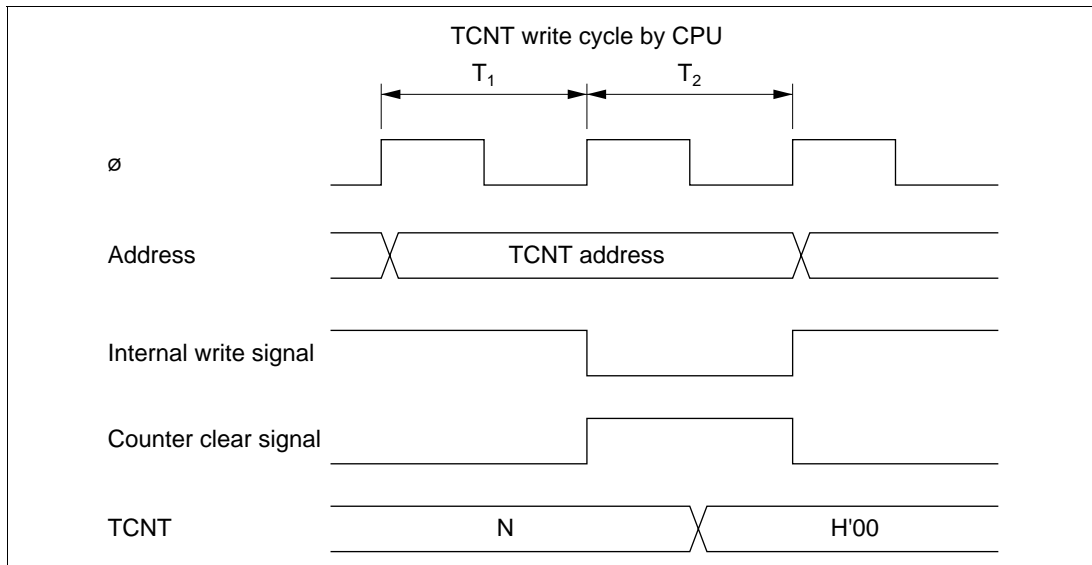 TCNT write cycle by CPU
T1 T2
ø
Address TCNT address
Internal write signal
Counter clear signal
TCNT N H'00